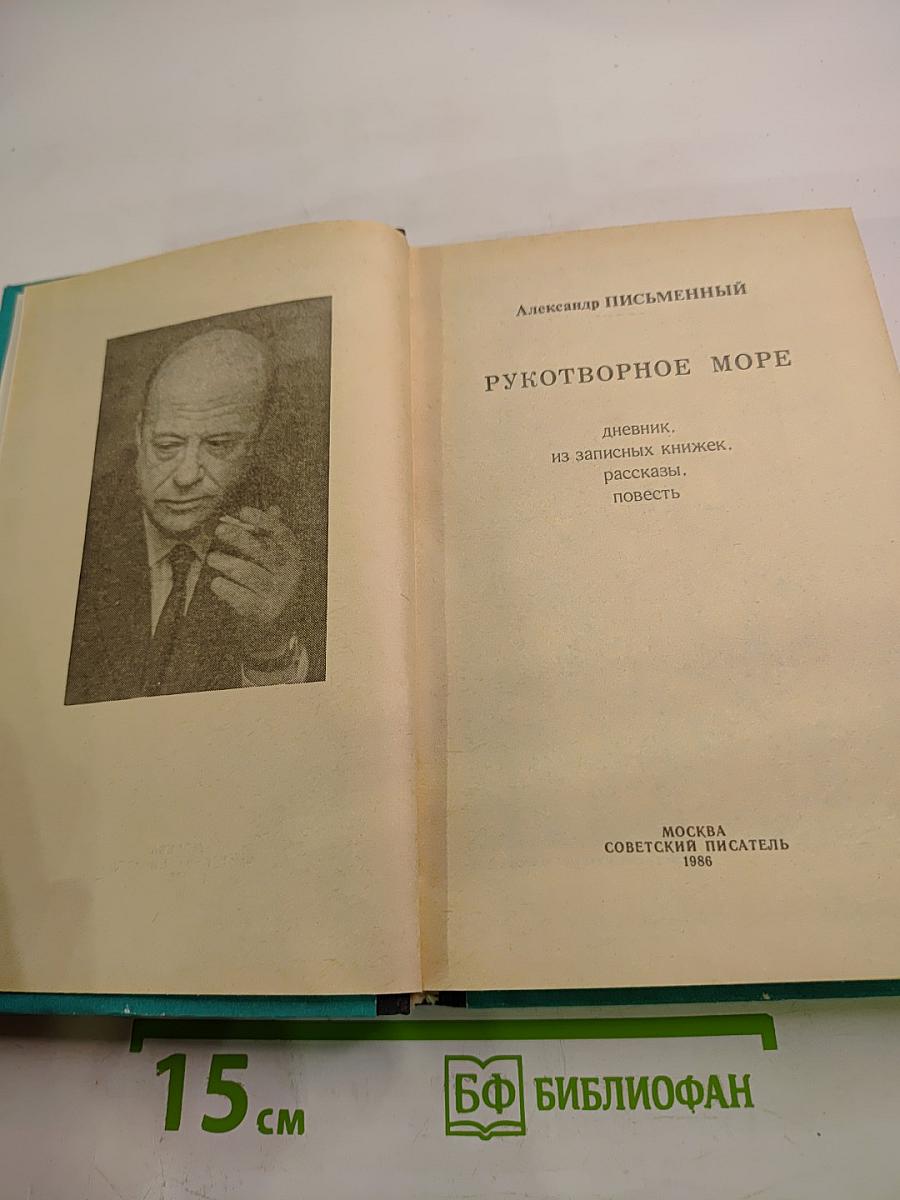 Александр ПИСЬМЕННЫЙ
РУКОТВОРНОЕ МОРЕ
дневник,
из записных книжек,
рассказы,
повесть
МОСКВА
СОВЕТСКИЙ ПИСАТЕЛЬ
1986
15 см
БФ БИБЛИОФАН